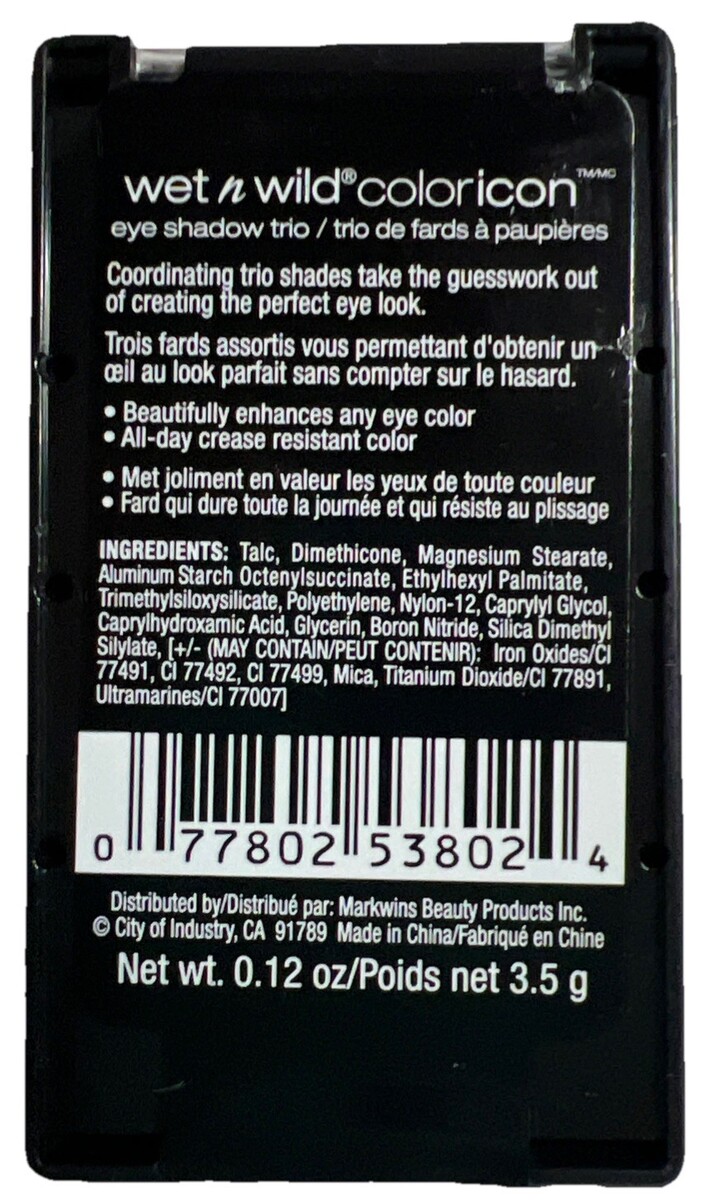 wet n wild® coloricon™/MC
eye shadow trio / trio de fards à paupières
Coordinating trio shades take the guesswork out
of creating the perfect eye look.
Trois fards assortis vous permettant d'obtenir un
œil au look parfait sans compter sur le hasard.
• Beautifully enhances any eye color
• All-day crease resistant color
• Met joliment en valeur les yeux de toute couleur
• Fard qui dure toute la journée et qui résiste au plissage
INGREDIENTS: Talc, Dimethicone, Magnesium Stearate,
Aluminum Starch Octenylsuccinate, Ethylhexyl Palmitate,
Trimethylsiloxysilicate, Polyethylene, Nylon-12, Caprylyl Glycol,
Caprylhydroxamic Acid, Glycerin, Boron Nitride, Silica Dimethyl
Silylate, [+/- (MAY CONTAIN/PEUT CONTENIR): Iron Oxides/CI
77491, CI 77492, CI 77499, Mica, Titanium Dioxide/CI 77891,
Ultramarines/CI 77007]
0 77802 53802 4
Distributed by/Distribué par: Markwins Beauty Products Inc.
© City of Industry, CA 91789 Made in China/Fabriqué en Chine
Net wt. 0.12 oz/Poids net 3.5 g